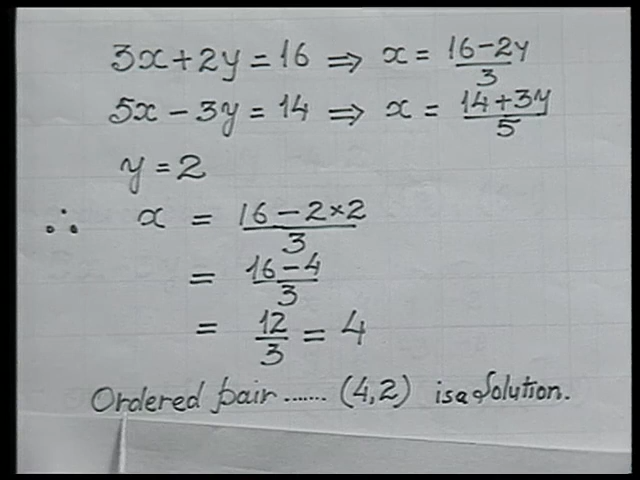 3x + 2y = 16 ⇒ x = (16 - 2y)/3
5x - 3y = 14 ⇒ x = (14 + 3y)/5
y = 2
∴ x = (16 - 2×2)/3
= (16 - 4)/3
= 12/3 = 4
Ordered pair ....... (4,2) is a Solution.